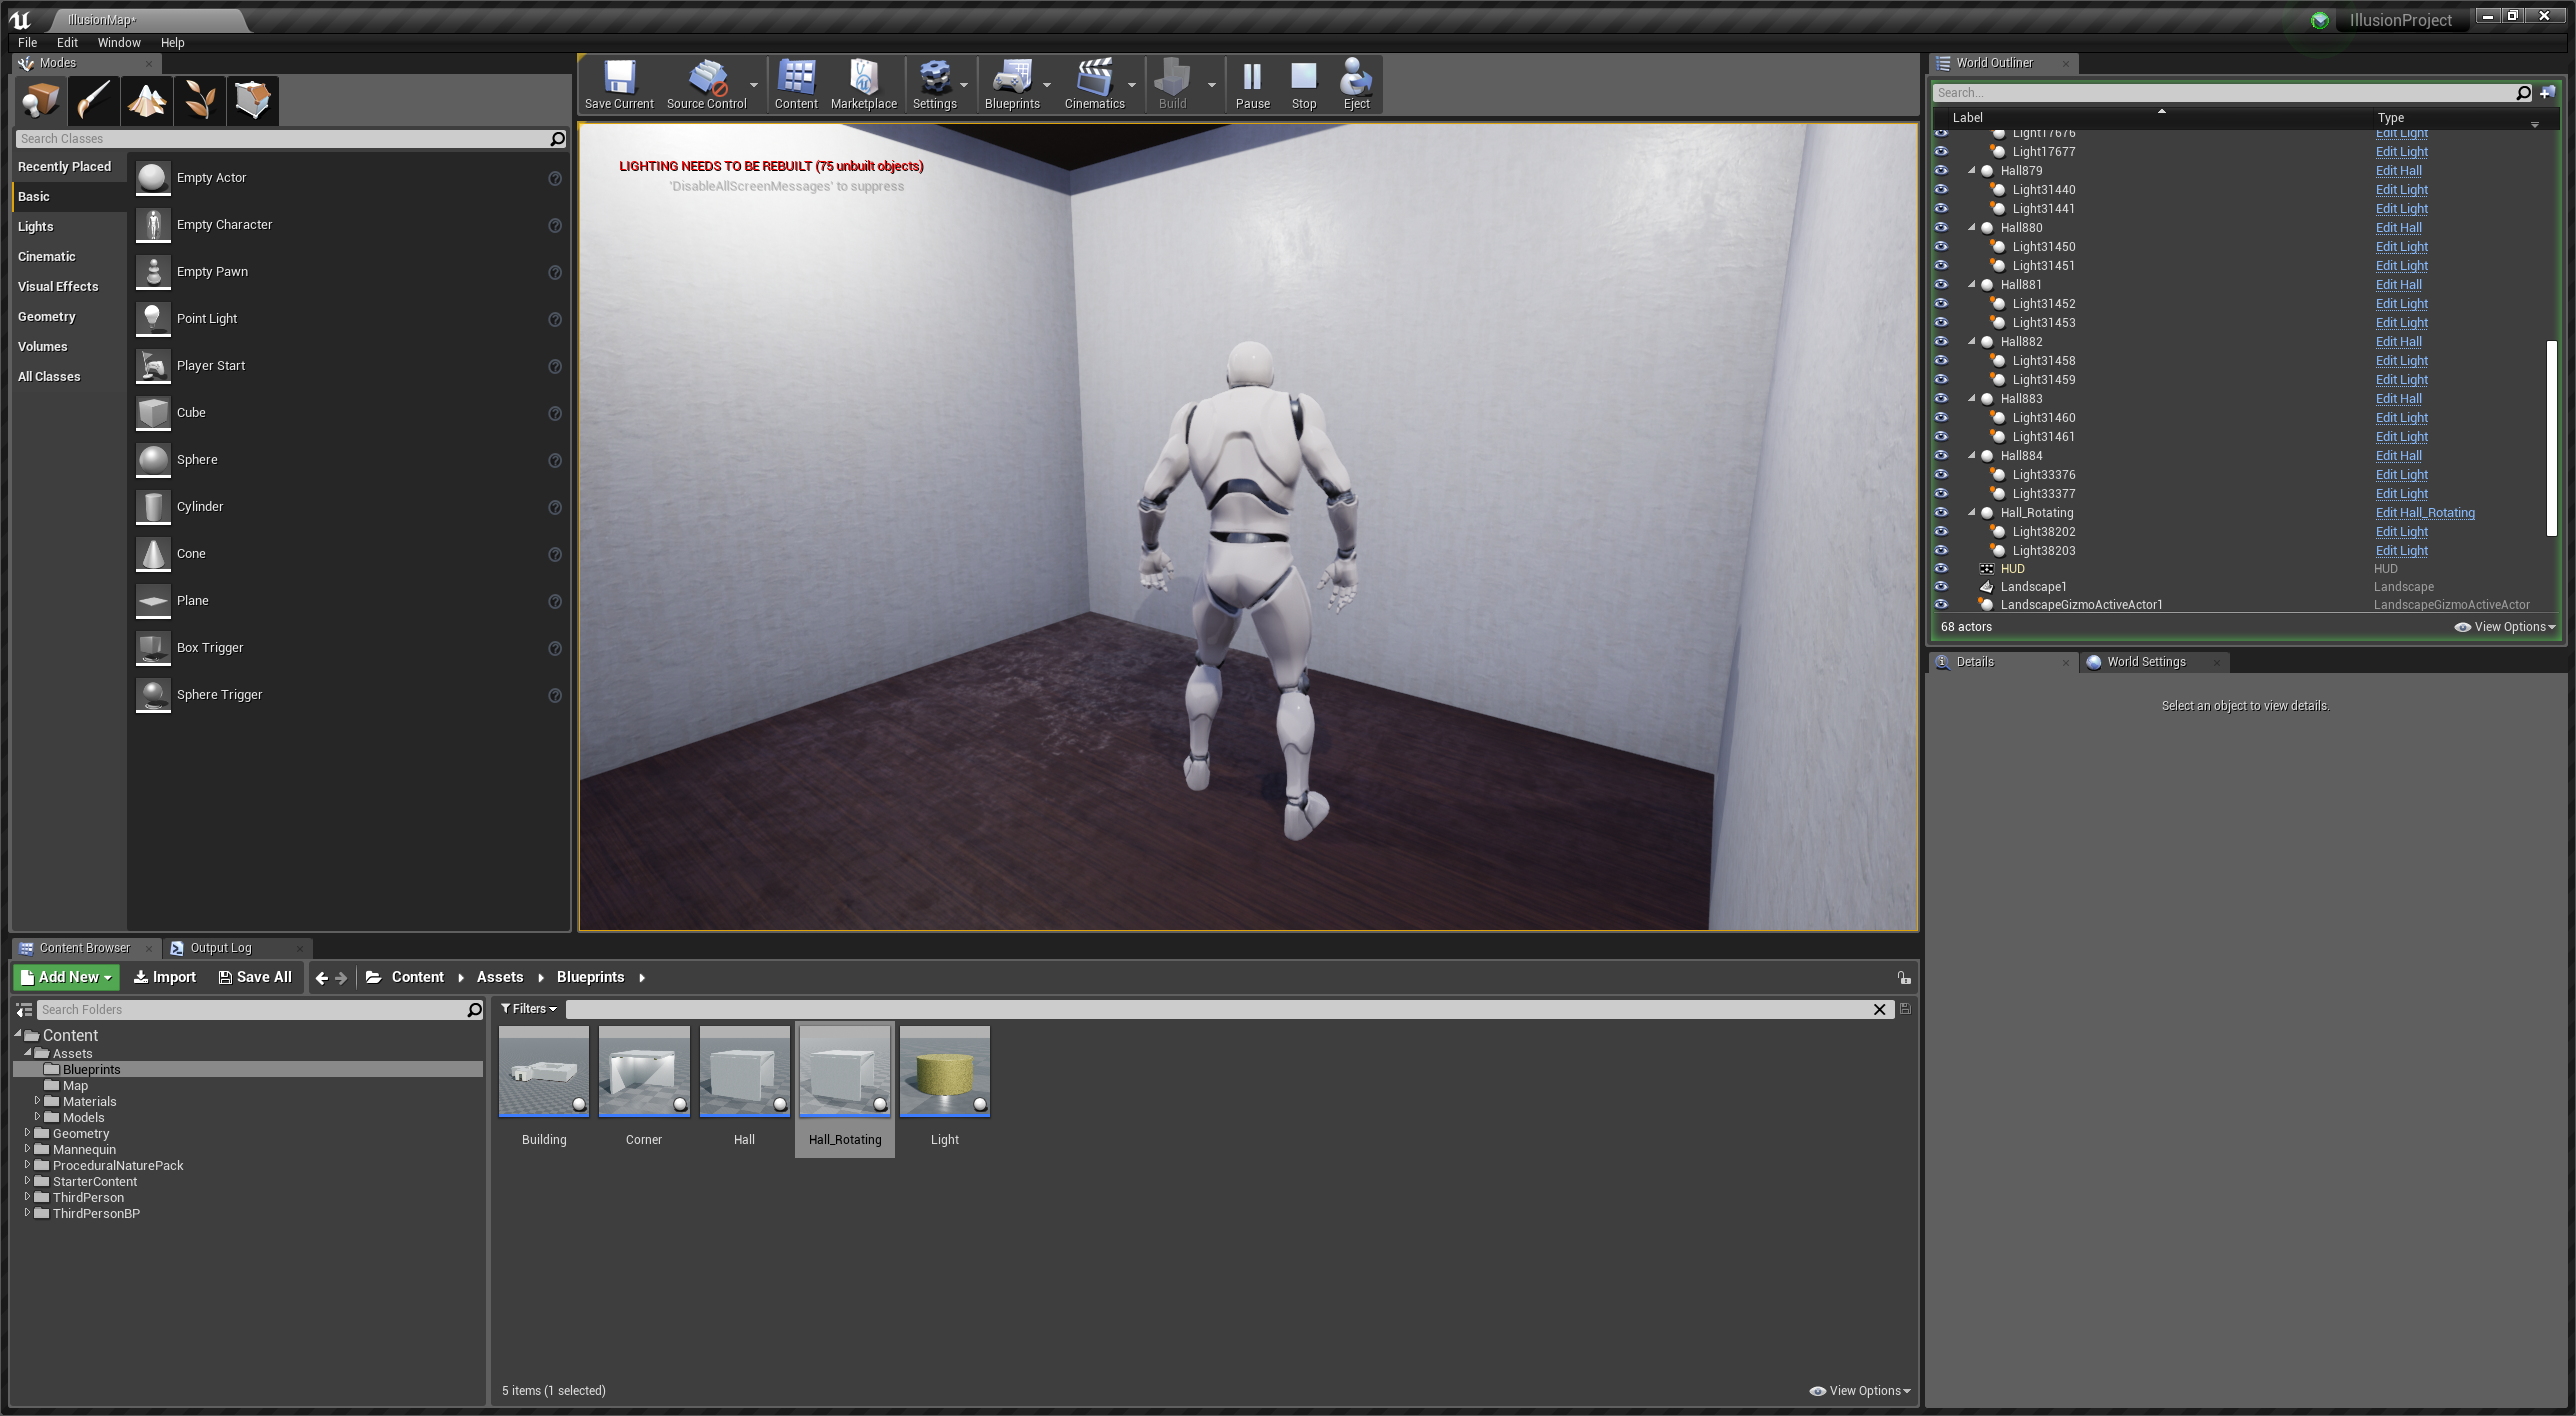 IllusionMap*
IllusionProject
File Edit Window Help
Modes
Search Classes
Recently Placed
Basic
Lights
Cinematic
Visual Effects
Geometry
Volumes
All Classes
Empty Actor
Empty Character
Empty Pawn
Point Light
Player Start
Cube
Sphere
Cylinder
Cone
Plane
Box Trigger
Sphere Trigger
Save Current Source Control Content Marketplace Settings Blueprints Cinematics Build Pause Stop Eject
LIGHTING NEEDS TO BE REBUILT (75 unbuilt objects)
'DisableAllScreenMessages' to suppress
World Outliner
Search...
Label Type
Light17676 Edit Light
Light17677 Edit Light
Hall879 Edit Hall
Light31440 Edit Light
Light31441 Edit Light
Hall880 Edit Hall
Light31450 Edit Light
Light31451 Edit Light
Hall881 Edit Hall
Light31452 Edit Light
Light31453 Edit Light
Hall882 Edit Hall
Light31458 Edit Light
Light31459 Edit Light
Hall883 Edit Hall
Light31460 Edit Light
Light31461 Edit Light
Hall884 Edit Hall
Light33376 Edit Light
Light33377 Edit Light
Hall_Rotating Edit Hall_Rotating
Light38202 Edit Light
Light38203 Edit Light
HUD HUD
Landscape1 Landscape
LandscapeGizmoActiveActor1 LandscapeGizmoActiveActor
68 actors View Options
Details World Settings
Select an object to view details.
Content Browser Output Log
Add New Import Save All Content Assets Blueprints
Search Folders
Content
Assets
Blueprints
Map
Materials
Models
Geometry
Mannequin
ProceduralNaturePack
StarterContent
ThirdPerson
ThirdPersonBP
Filters
Building Corner Hall Hall_Rotating Light
5 items (1 selected) View Options